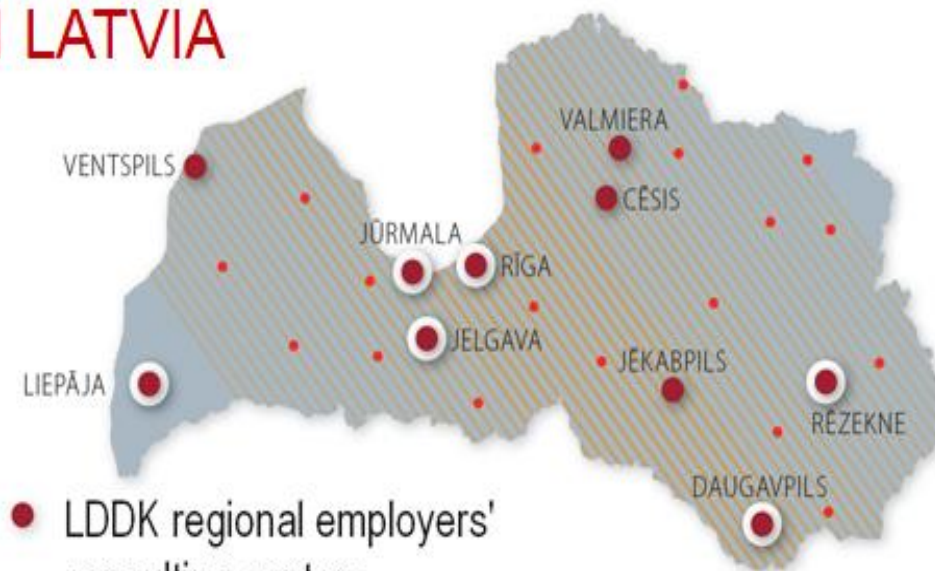 LATVIA
VALMIERA
VENTSPILS
CĒSIS
JŪRMALA
RĪGA
JELGAVA
JĒKABPILS
LIEPĀJA
RĒZEKNE
DAUGAVPILS
LDDK regional employers'